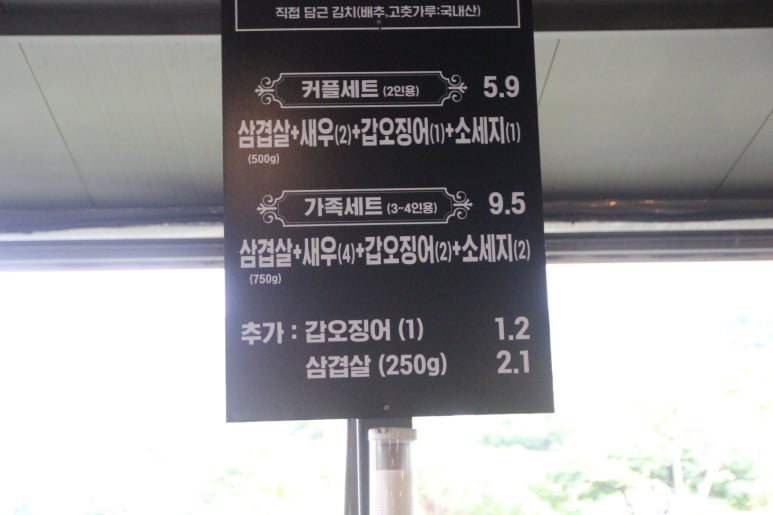 직접 담근 김치(배추,고춧가루:국내산)
커플세트 (2인용) 5.9
삼겹살+새우(2)+갑오징어(1)+소세지(1)
(500g)
가족세트 (3~4인용) 9.5
삼겹살+새우(4)+갑오징어(2)+소세지(2)
(750g)
추가 : 갑오징어 (1) 1.2
삼겹살 (250g) 2.1